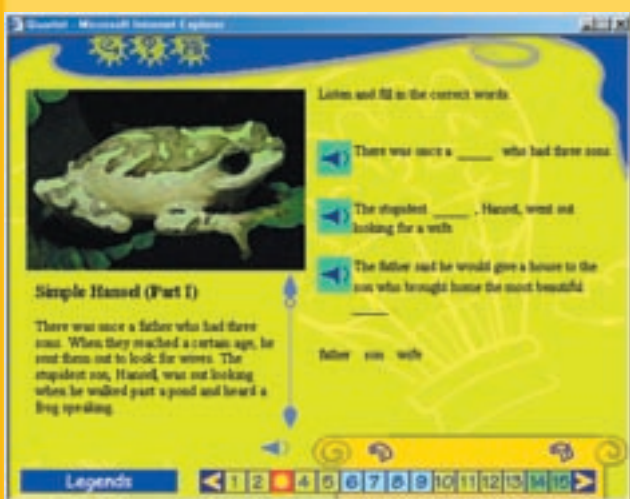 Quartet - Microsoft Internet Explorer
Listen and fill in the correct words
There was once a ____ who had three sons
The stupidest ____ , Hansel, went out
looking for a wife
The father said he would give a house to the
son who brought home the most beautiful
____
father son wife
Simple Hansel (Part I)
There was once a father who had three
sons. When they reached a certain age, he
sent them out to look for wives. The
stupidest son, Hansel, was out looking
when he walked past a pond and heard a
frog speaking.
Legends
1 2 4 5 6 7 8 9 10 11 12 13 14 15